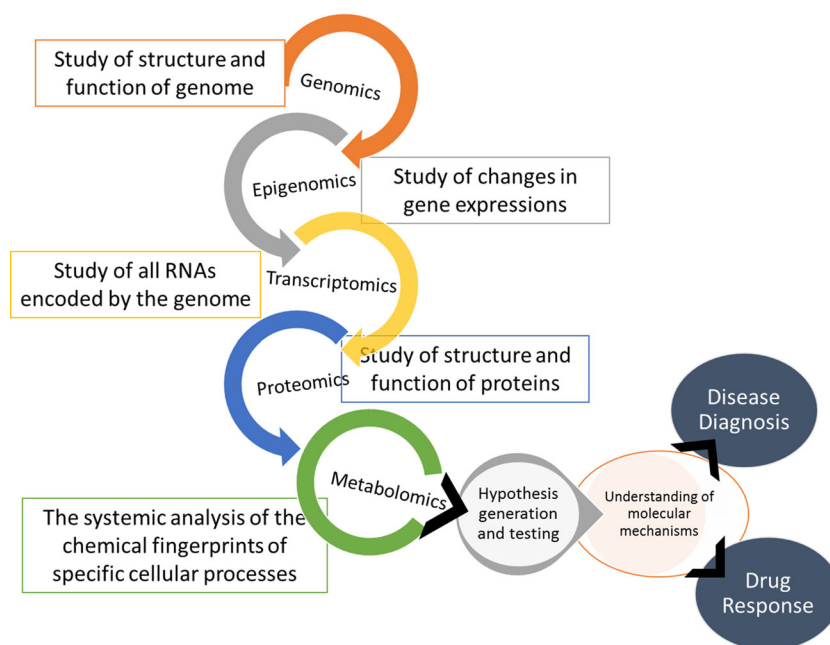 Study of structure and
function of genome
Genomics
Epigenomics
Study of changes in
gene expressions
Study of all RNAs
encoded by the genome
Transcriptomics
Proteomics
Study of structure and
function of proteins
Metabolomics
The systemic analysis of the
chemical fingerprints of
specific cellular processes
Hypothesis
generation
and testing
Understanding of
molecular
mechanisms
Disease
Diagnosis
Drug
Response